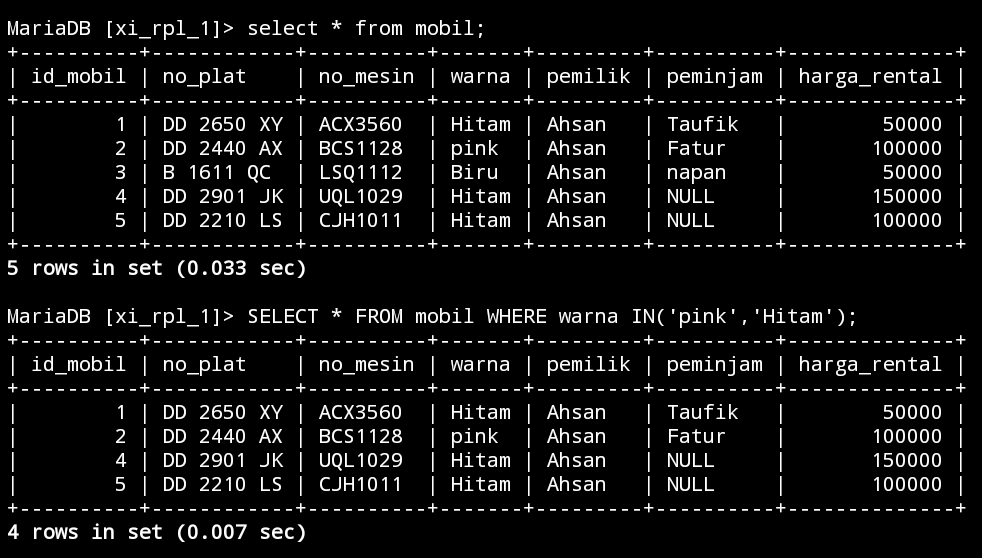 MariaDB [xi_rpl_1]> select * from mobil;
+----------+------------+----------+-------+---------+----------+--------------+
| id_mobil | no_plat    | no_mesin | warna | pemilik | peminjam | harga_rental |
+----------+------------+----------+-------+---------+----------+--------------+
|        1 | DD 2650 XY | ACX3560  | Hitam | Ahsan   | Taufik   |        50000 |
|        2 | DD 2440 AX | BCS1128  | pink  | Ahsan   | Fatur    |       100000 |
|        3 | B 1611 QC  | LSQ1112  | Biru  | Ahsan   | napan    |        50000 |
|        4 | DD 2901 JK | UQL1029  | Hitam | Ahsan   | NULL     |       150000 |
|        5 | DD 2210 LS | CJH1011  | Hitam | Ahsan   | NULL     |       100000 |
+----------+------------+----------+-------+---------+----------+--------------+
5 rows in set (0.033 sec)

MariaDB [xi_rpl_1]> SELECT * FROM mobil WHERE warna IN('pink','Hitam');
+----------+------------+----------+-------+---------+----------+--------------+
| id_mobil | no_plat    | no_mesin | warna | pemilik | peminjam | harga_rental |
+----------+------------+----------+-------+---------+----------+--------------+
|        1 | DD 2650 XY | ACX3560  | Hitam | Ahsan   | Taufik   |        50000 |
|        2 | DD 2440 AX | BCS1128  | pink  | Ahsan   | Fatur    |       100000 |
|        4 | DD 2901 JK | UQL1029  | Hitam | Ahsan   | NULL     |       150000 |
|        5 | DD 2210 LS | CJH1011  | Hitam | Ahsan   | NULL     |       100000 |
+----------+------------+----------+-------+---------+----------+--------------+
4 rows in set (0.007 sec)